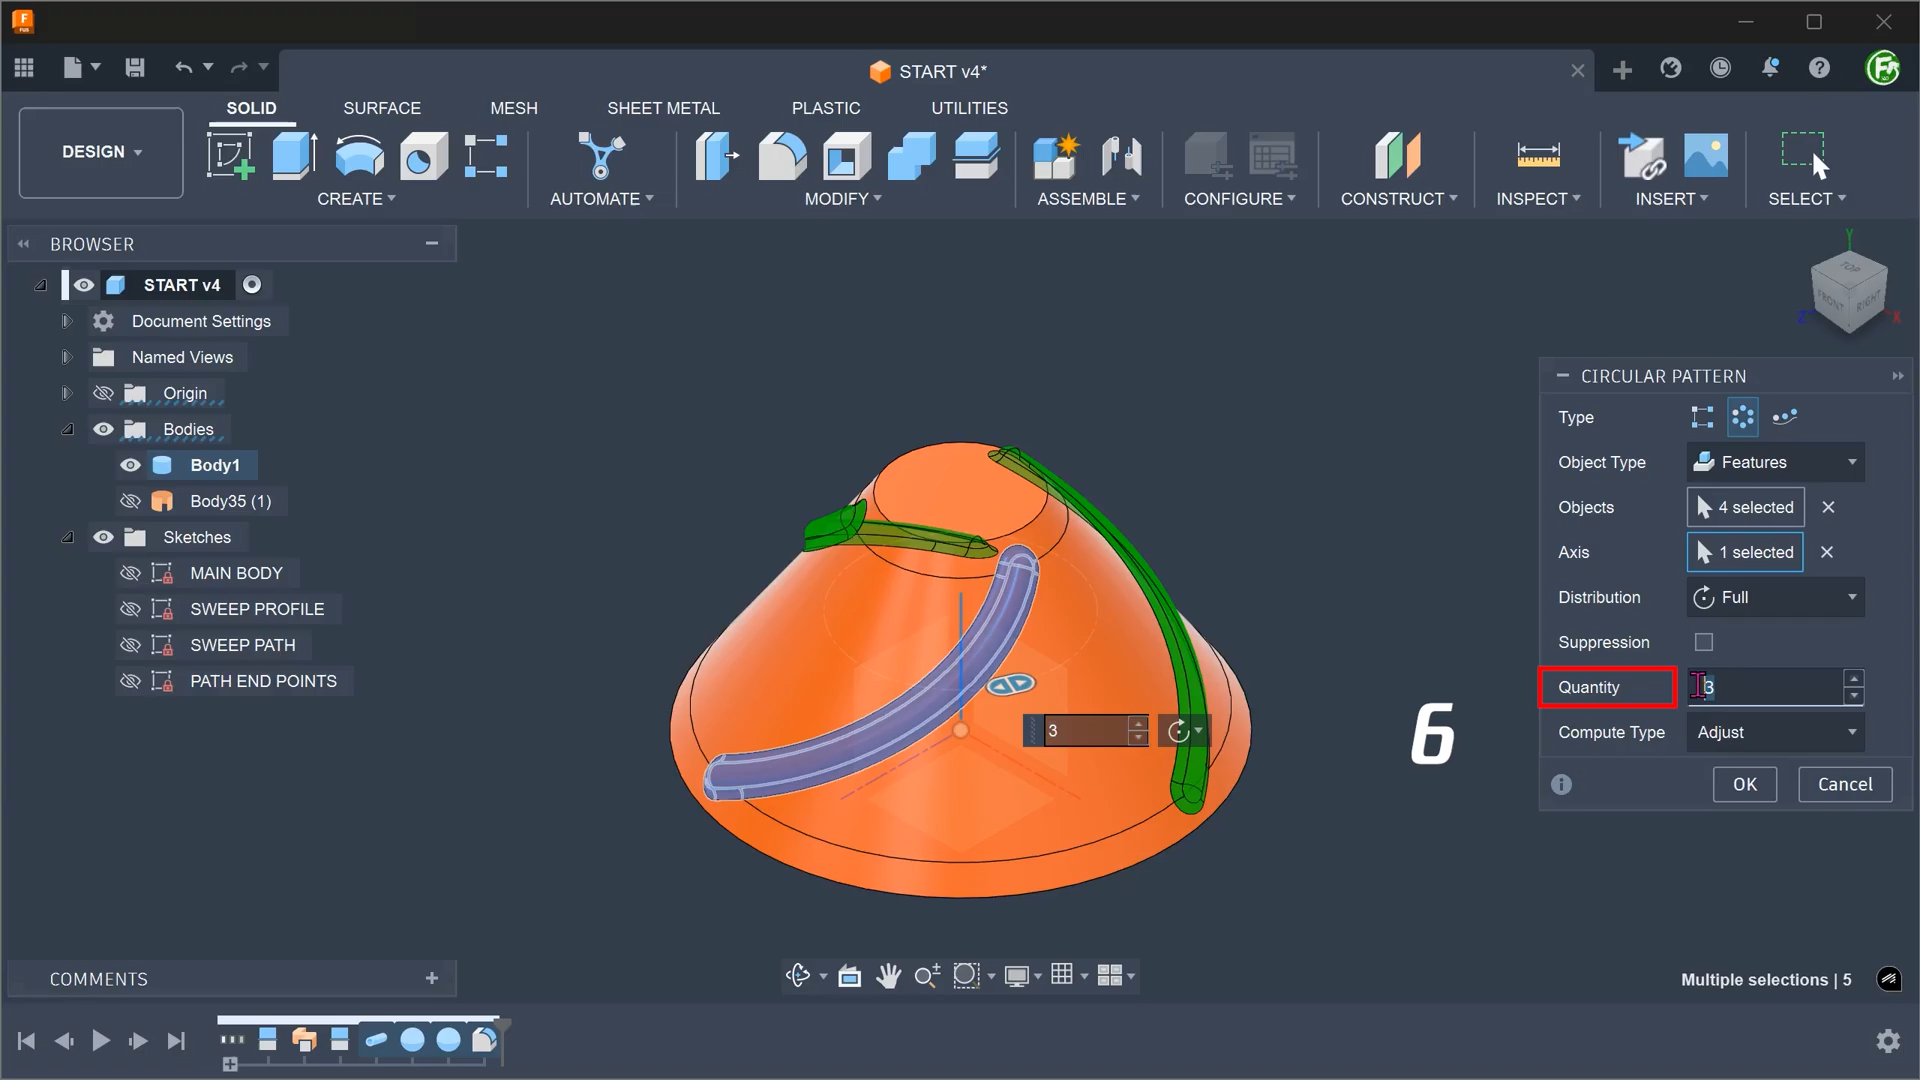 START v4*
SOLID SURFACE MESH SHEET METAL PLASTIC UTILITIES
DESIGN
CREATE AUTOMATE MODIFY ASSEMBLE CONFIGURE CONSTRUCT INSPECT INSERT SELECT
BROWSER
START v4
Document Settings
Named Views
Origin
Bodies
Body1
Body35 (1)
Sketches
MAIN BODY
SWEEP PROFILE
SWEEP PATH
PATH END POINTS
Y
TOP
FRONT
RIGHT
Z
X
CIRCULAR PATTERN
Type
Object Type Features
Objects 4 selected
Axis 1 selected
Distribution Full
Suppression
Quantity 3
Compute Type Adjust
OK Cancel
3
6
COMMENTS
Multiple selections | 5